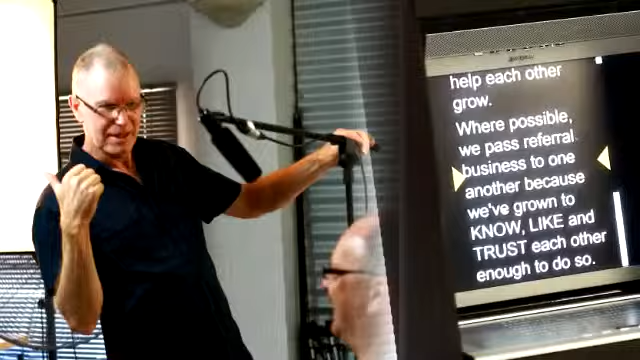 help each other
grow.
Where possible,
we pass referral
business to one
another because
we've grown to
KNOW, LIKE and
TRUST each other
enough to do so.